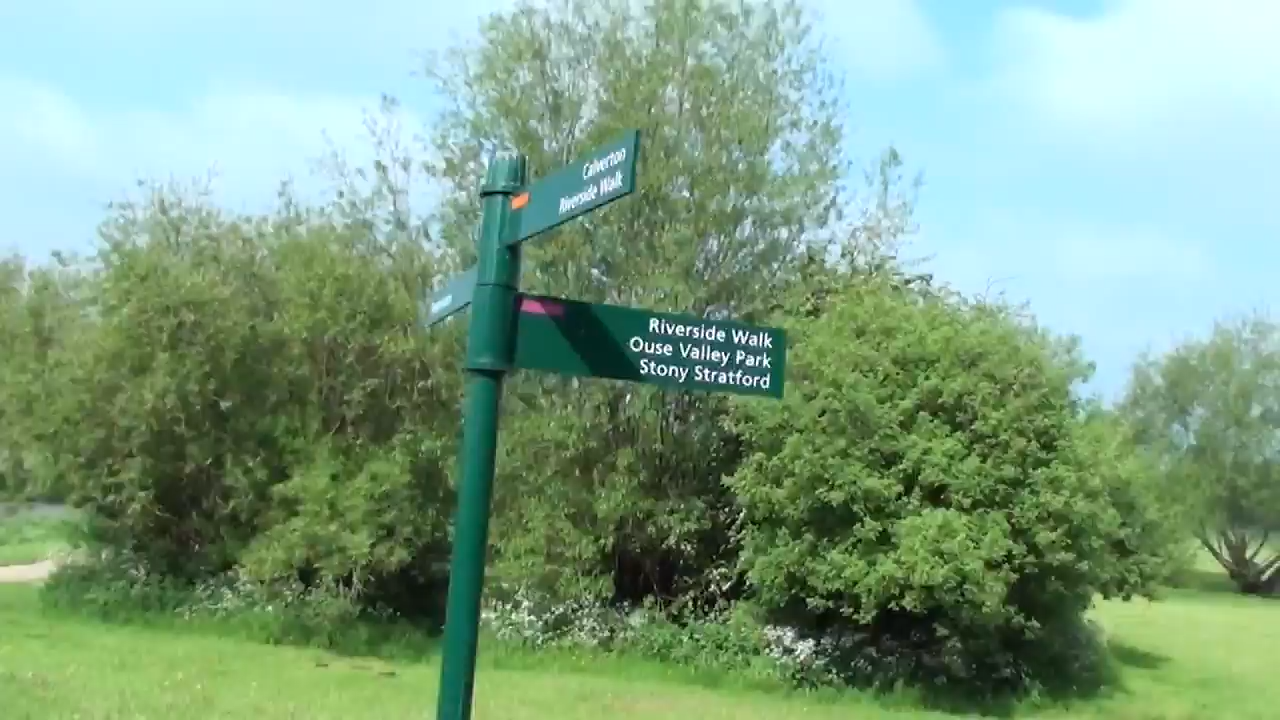 Calverton
Riverside Walk
Riverside Walk
Ouse Valley Park
Stony Stratford